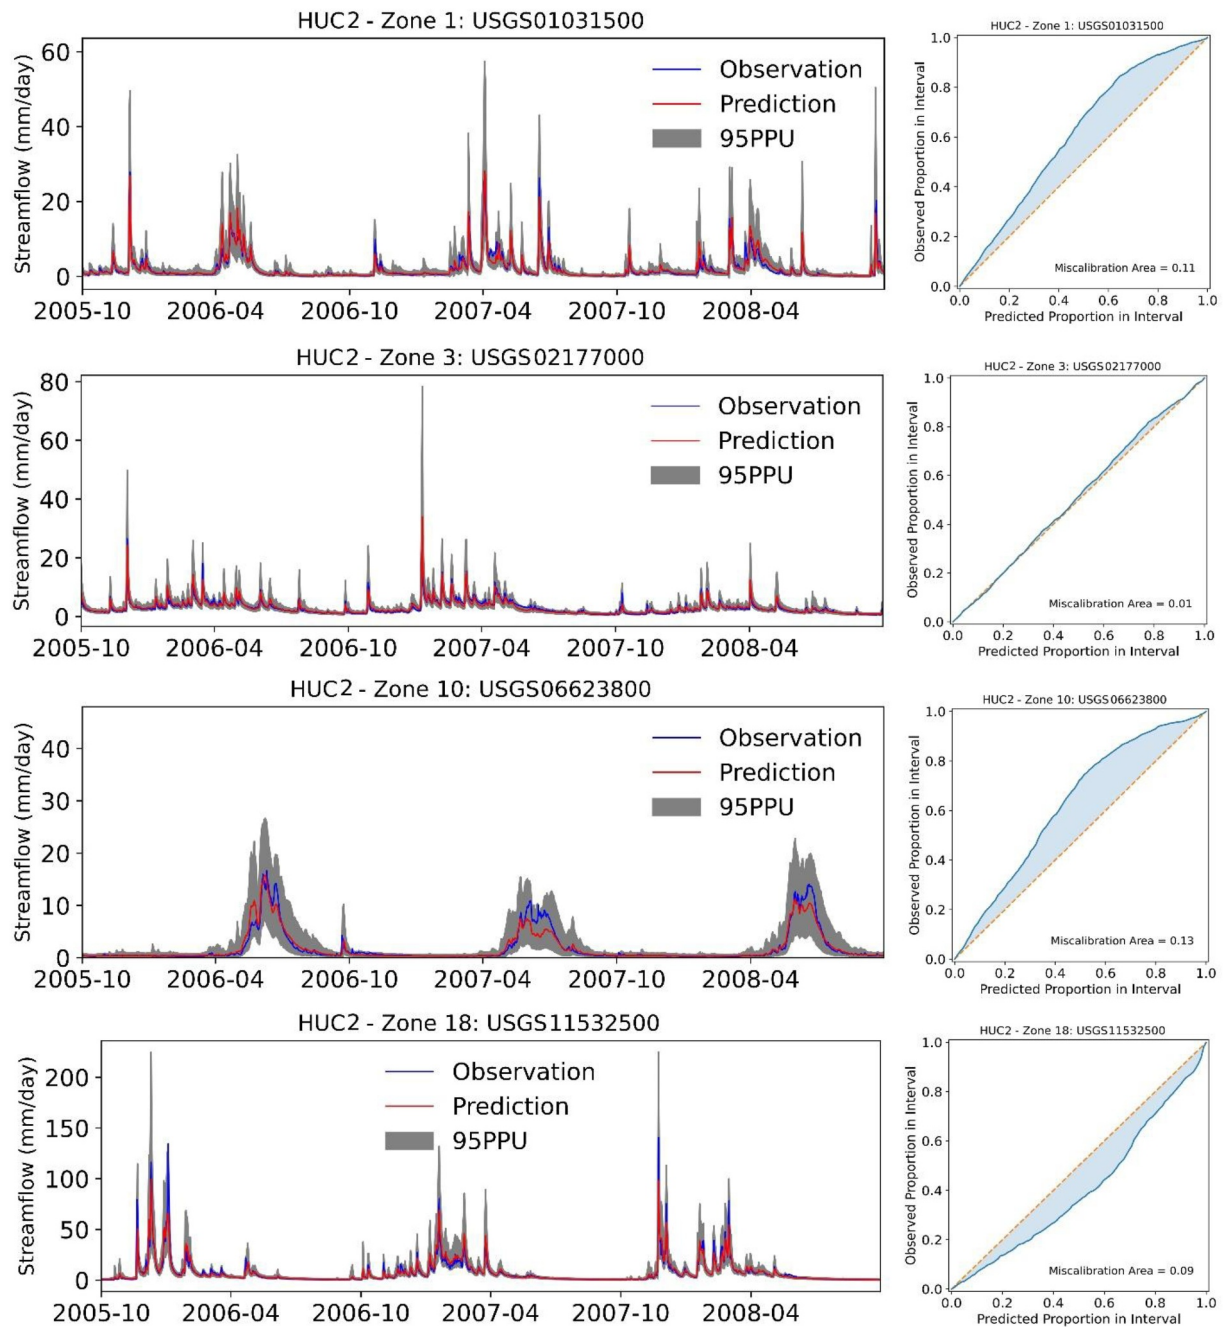 HUC2 - Zone 1: USGS01031500
Streamflow (mm/day)
60
40
20
0
2005-10 2006-04 2006-10 2007-04 2007-10 2008-04
Observation
Prediction
95PPU
HUC2 - Zone 1: USGS01031500
Observed Proportion in Interval
1.0
0.8
0.6
0.4
0.2
0.0
0.0 0.2 0.4 0.6 0.8 1.0
Miscalibration Area = 0.11
Predicted Proportion in Interval
HUC2 - Zone 3: USGS02177000
Streamflow (mm/day)
80
60
40
20
0
2005-10 2006-04 2006-10 2007-04 2007-10 2008-04
Observation
Prediction
95PPU
HUC2 - Zone 3: USGS02177000
Observed Proportion in Interval
1.0
0.8
0.6
0.4
0.2
0.0
0.0 0.2 0.4 0.6 0.8 1.0
Miscalibration Area = 0.01
Predicted Proportion in Interval
HUC2 - Zone 10: USGS06623800
Streamflow (mm/day)
40
30
20
10
0
2005-10 2006-04 2006-10 2007-04 2007-10 2008-04
Observation
Prediction
95PPU
HUC2 - Zone 10: USGS06623800
Observed Proportion in Interval
1.0
0.8
0.6
0.4
0.2
0.0
0.0 0.2 0.4 0.6 0.8 1.0
Miscalibration Area = 0.13
Predicted Proportion in Interval
HUC2 - Zone 18: USGS11532500
Streamflow (mm/day)
200
150
100
50
0
2005-10 2006-04 2006-10 2007-04 2007-10 2008-04
Observation
Prediction
95PPU
HUC2 - Zone 18: USGS11532500
Observed Proportion in Interval
1.0
0.8
0.6
0.4
0.2
0.0
0.0 0.2 0.4 0.6 0.8 1.0
Miscalibration Area = 0.09
Predicted Proportion in Interval